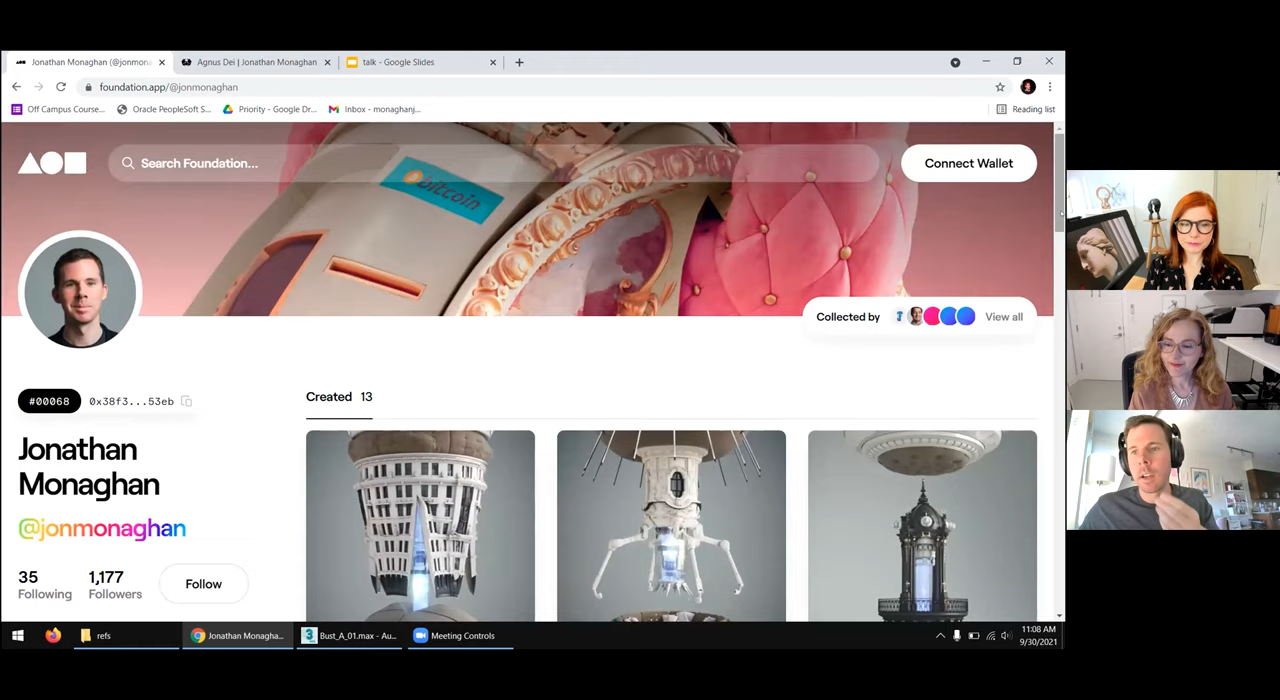 Jonathan Monaghan (@jonmona
Agnus Dei | Jonathan Monaghan
talk - Google Slides
foundation.app/@jonmonaghan
Off Campus Course...
Oracle PeopleSoft S...
Priority - Google Dr...
Inbox - monaghanj...
Reading list
Search Foundation...
Connect Wallet
bitcoin
Collected by
View all
Created 13
#00068
0x38f3...53eb
Jonathan
Monaghan
@jonmonaghan
35
Following
1,177
Followers
Follow
refs
Jonathan Monagha...
Bust_A_01.max - Au...
Meeting Controls
11:08 AM
9/30/2021